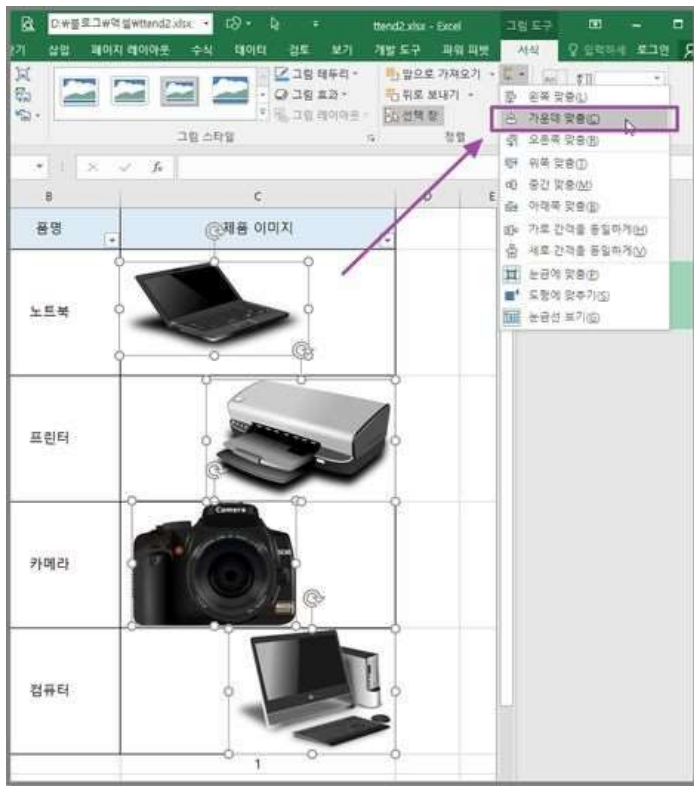 D:₩블로그₩엑셀₩ttend2.xlsx
ttend2.xlsx - Excel
그림 도구
기 삽입 페이지 레이아웃 수식 데이터 검토 보기 개발 도구 파워 피벗 서식 로그인
그림 테두리
그림 효과
그림 레이아웃
앞으로 가져오기
뒤로 보내기
선택 창
그림 스타일
정렬
왼쪽 맞춤(L)
가운데 맞춤(C)
오른쪽 맞춤(R)
위쪽 맞춤(T)
중간 맞춤(M)
아래쪽 맞춤(B)
가로 간격을 동일하게(H)
세로 간격을 동일하게(V)
눈금에 맞춤(P)
도형에 맞추기(S)
눈금선 보기(G)
fx
B C D E
품명 제품 이미지
노트북
프린터
Camera
카메라
컴퓨터
1